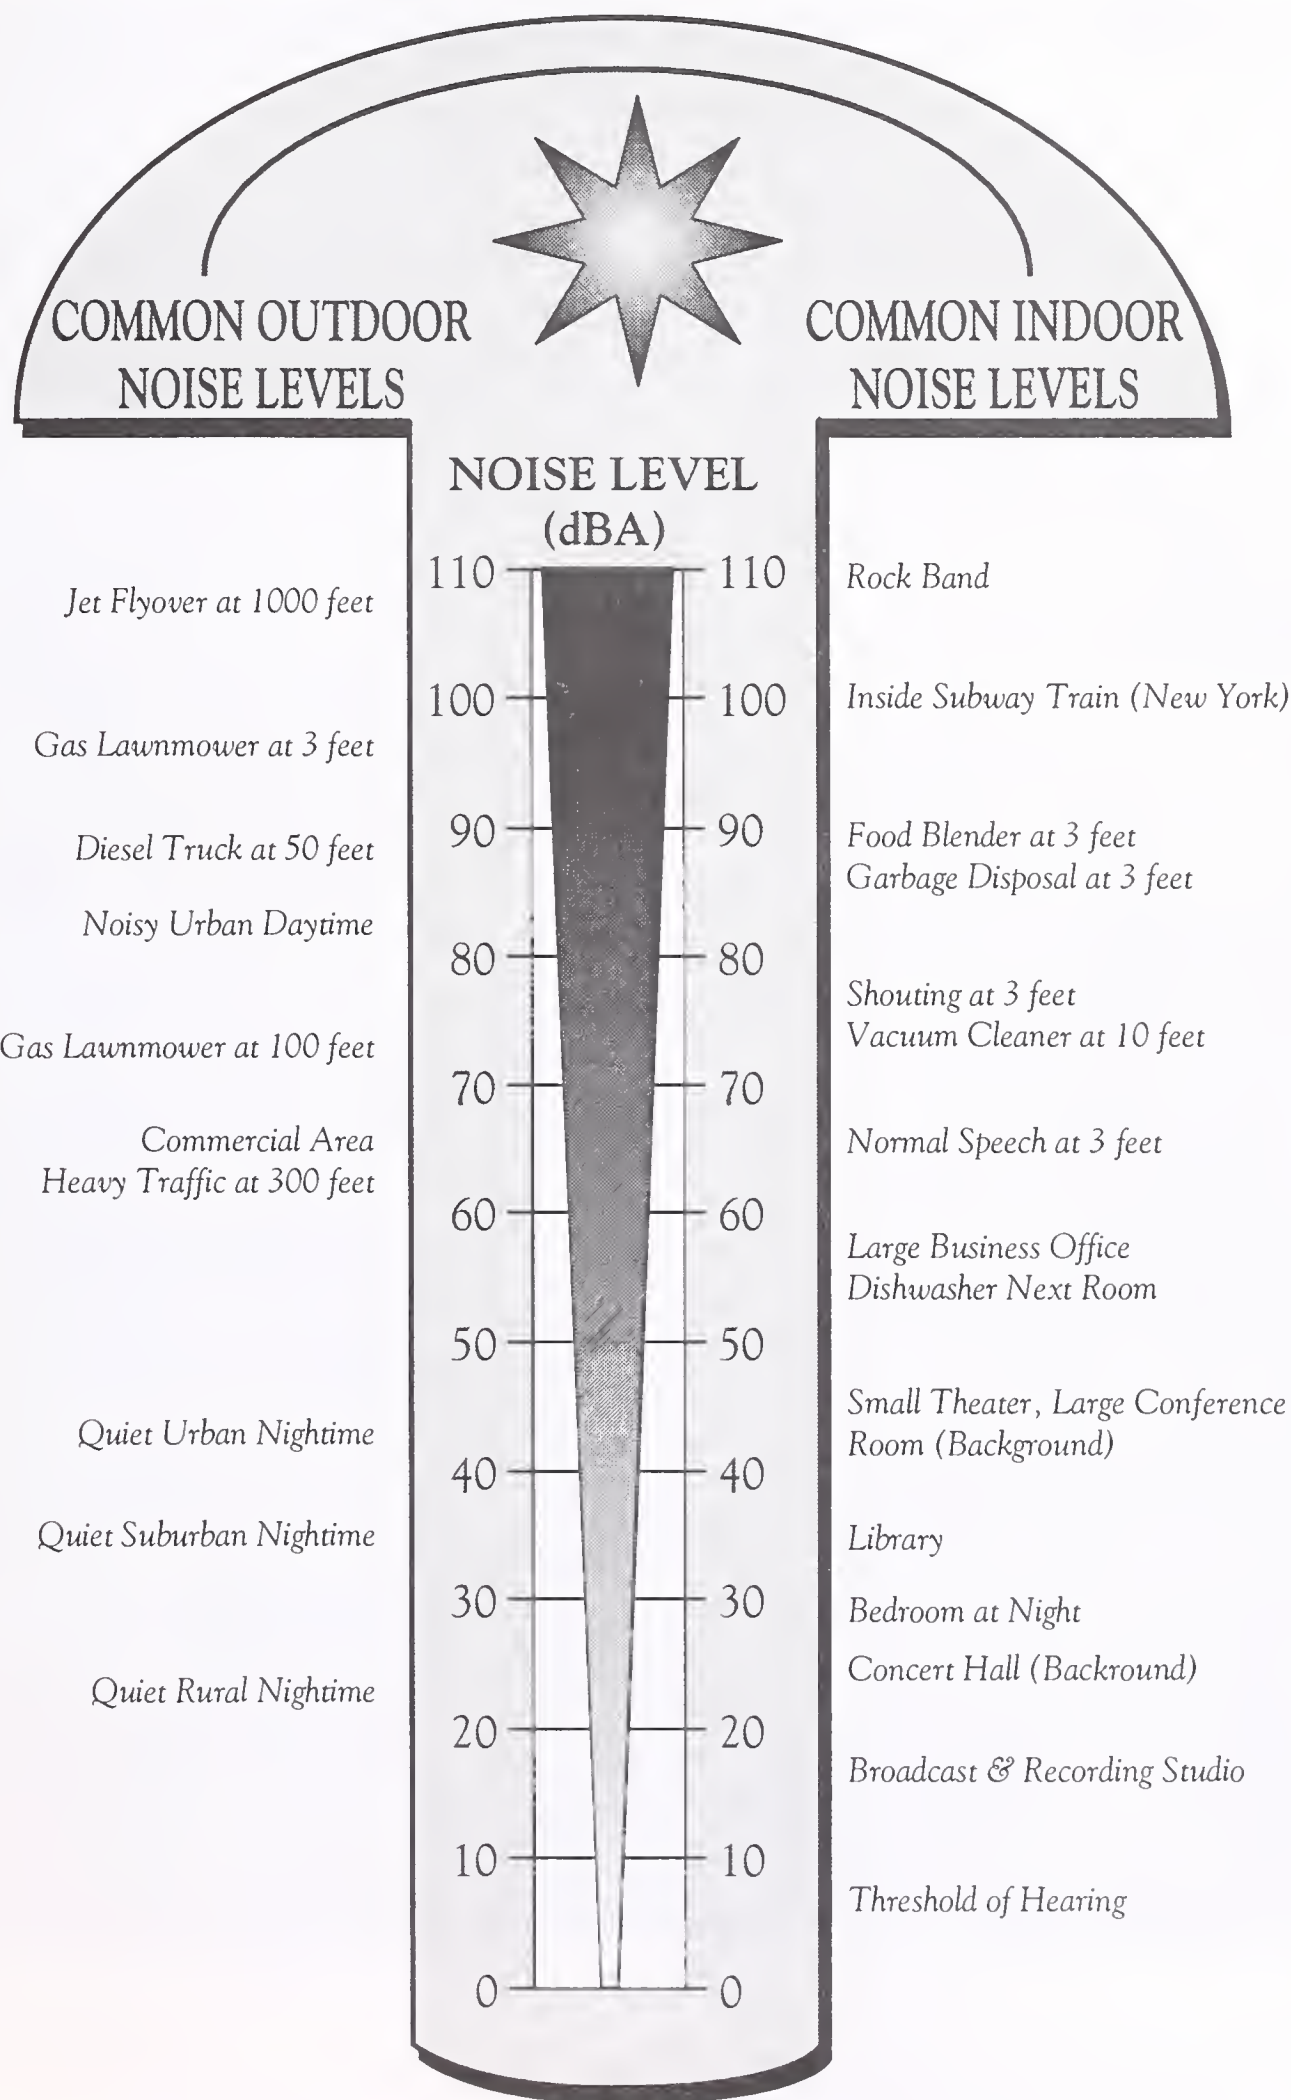 COMMON OUTDOOR
NOISE LEVELS
COMMON INDOOR
NOISE LEVELS
NOISE LEVEL
(dBA)
110
100
90
80
70
60
50
40
30
20
10
0
110
100
90
80
70
60
50
40
30
20
10
0
Jet Flyover at 1000 feet
Gas Lawnmower at 3 feet
Diesel Truck at 50 feet
Noisy Urban Daytime
Gas Lawnmower at 100 feet
Commercial Area
Heavy Traffic at 300 feet
Quiet Urban Nightime
Quiet Suburban Nightime
Quiet Rural Nightime
Rock Band
Inside Subway Train (New York)
Food Blender at 3 feet
Garbage Disposal at 3 feet
Shouting at 3 feet
Vacuum Cleaner at 10 feet
Normal Speech at 3 feet
Large Business Office
Dishwasher Next Room
Small Theater, Large Conference
Room (Background)
Library
Bedroom at Night
Concert Hall (Backround)
Broadcast & Recording Studio
Threshold of Hearing